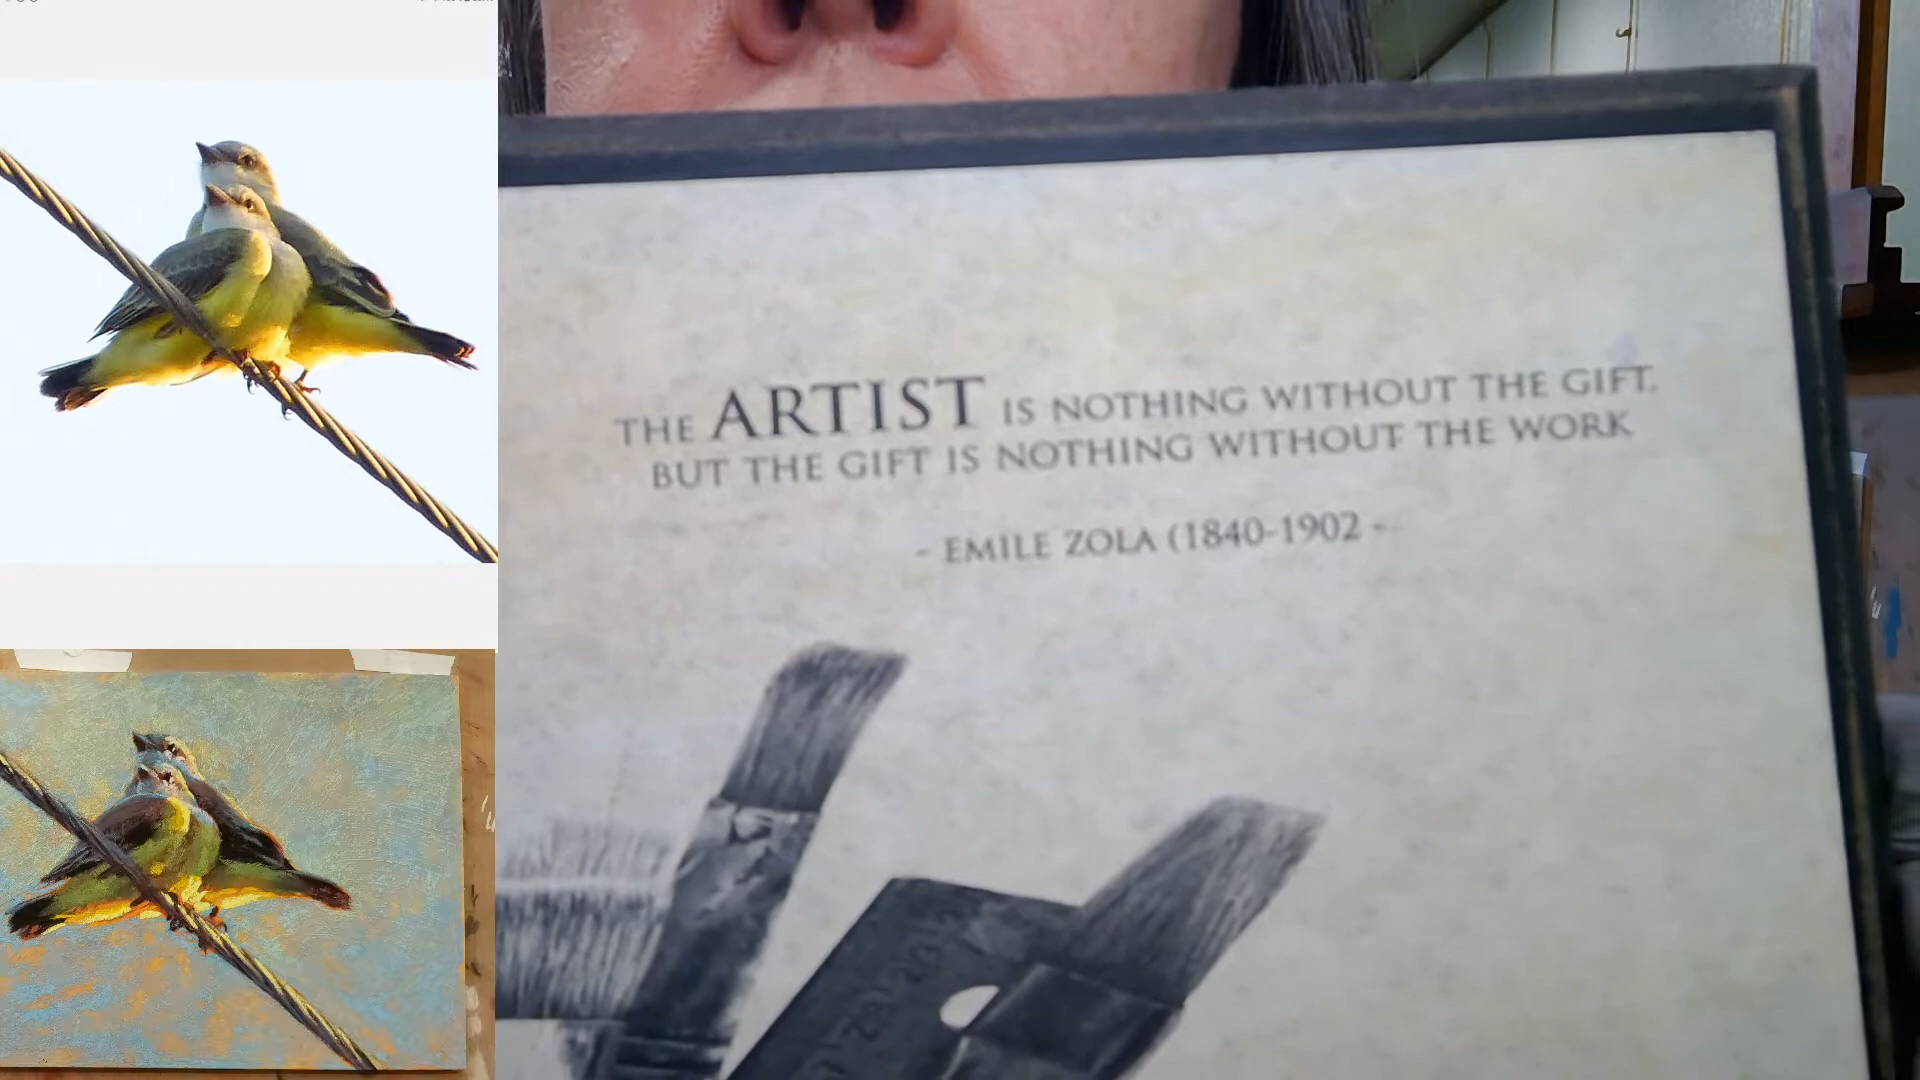 THE ARTIST IS NOTHING WITHOUT THE GIFT.
BUT THE GIFT IS NOTHING WITHOUT THE WORK
- EMILE ZOLA (1840-1902 -